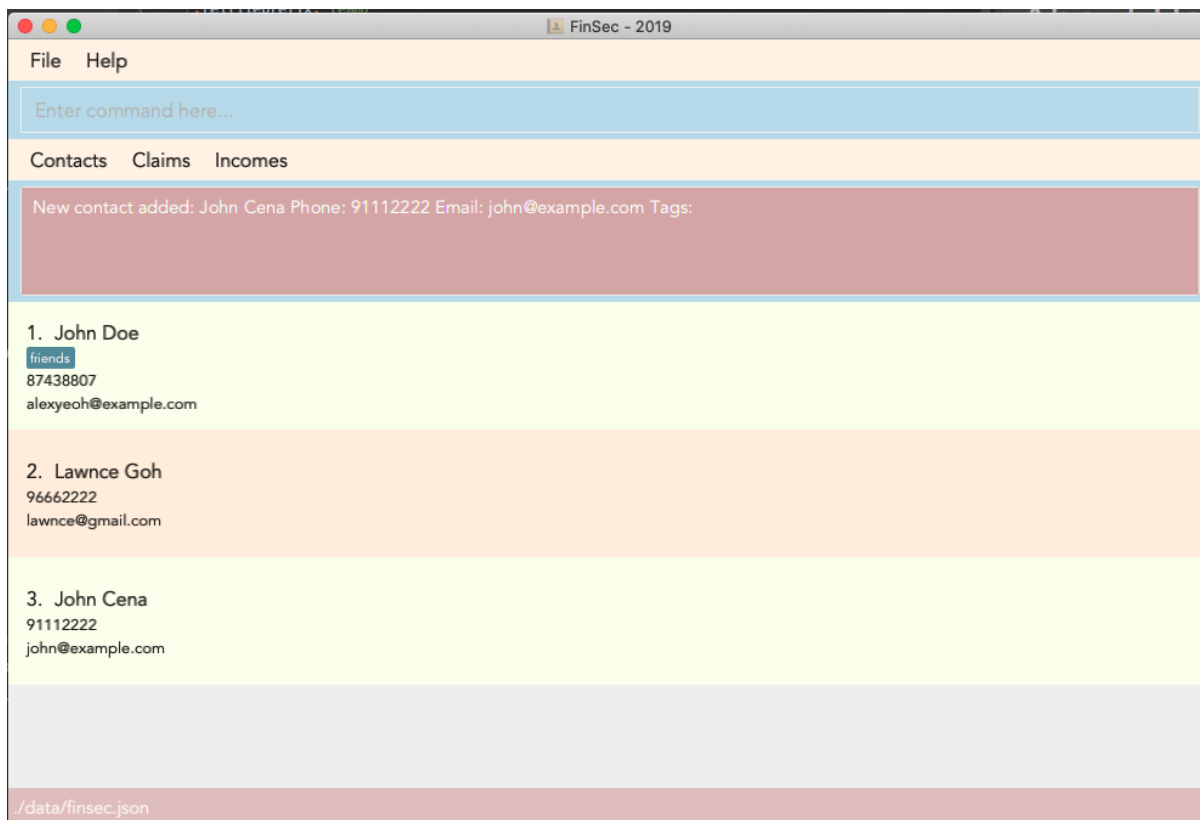 FinSec - 2019
File Help
Enter command here...
Contacts Claims Incomes
New contact added: John Cena Phone: 91112222 Email: john@example.com Tags:
1. John Doe
friends
87438807
alexyeoh@example.com
2. Lawnce Goh
96662222
lawnce@gmail.com
3. John Cena
91112222
john@example.com
./data/finsec.json